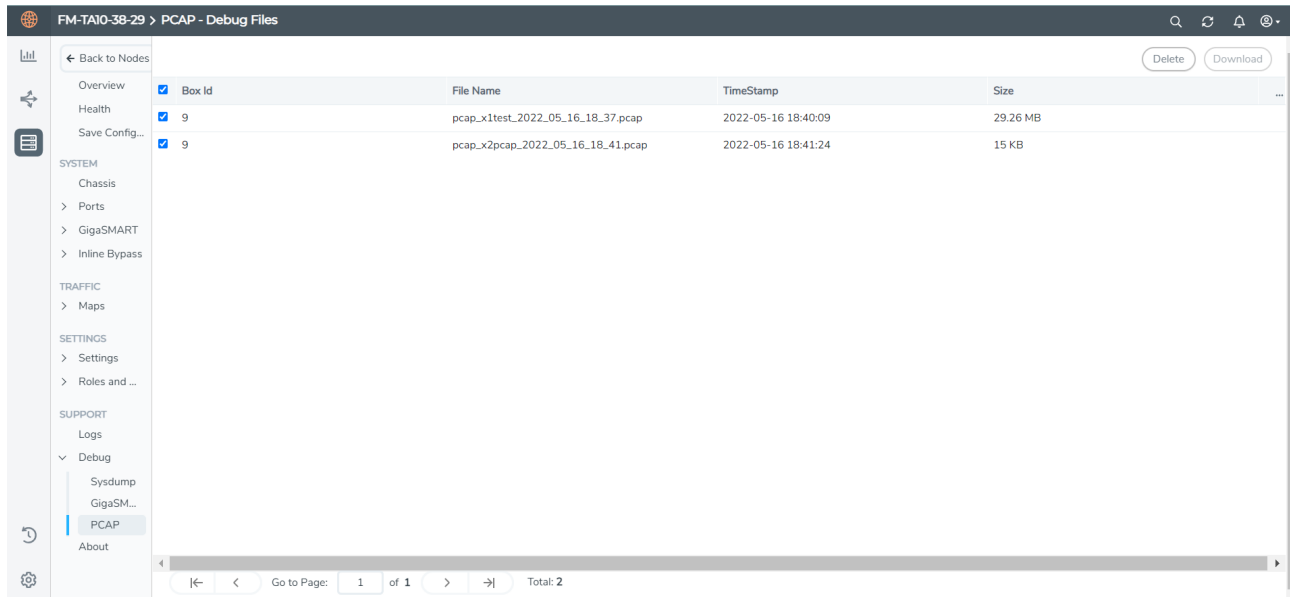 FM-TA10-38-29 > PCAP - Debug Files
← Back to Nodes
Delete Download
Overview
Health
Save Config...
SYSTEM
Chassis
> Ports
> GigaSMART
> Inline Bypass
TRAFFIC
> Maps
SETTINGS
> Settings
> Roles and ...
SUPPORT
Logs
Debug
Sysdump
GigaSM...
PCAP
About
Box Id File Name TimeStamp Size ...
9 pcap_x1test_2022_05_16_18_37.pcap 2022-05-16 18:40:09 29.26 MB
9 pcap_x2pcap_2022_05_16_18_41.pcap 2022-05-16 18:41:24 15 KB
Go to Page: 1 of 1 Total: 2